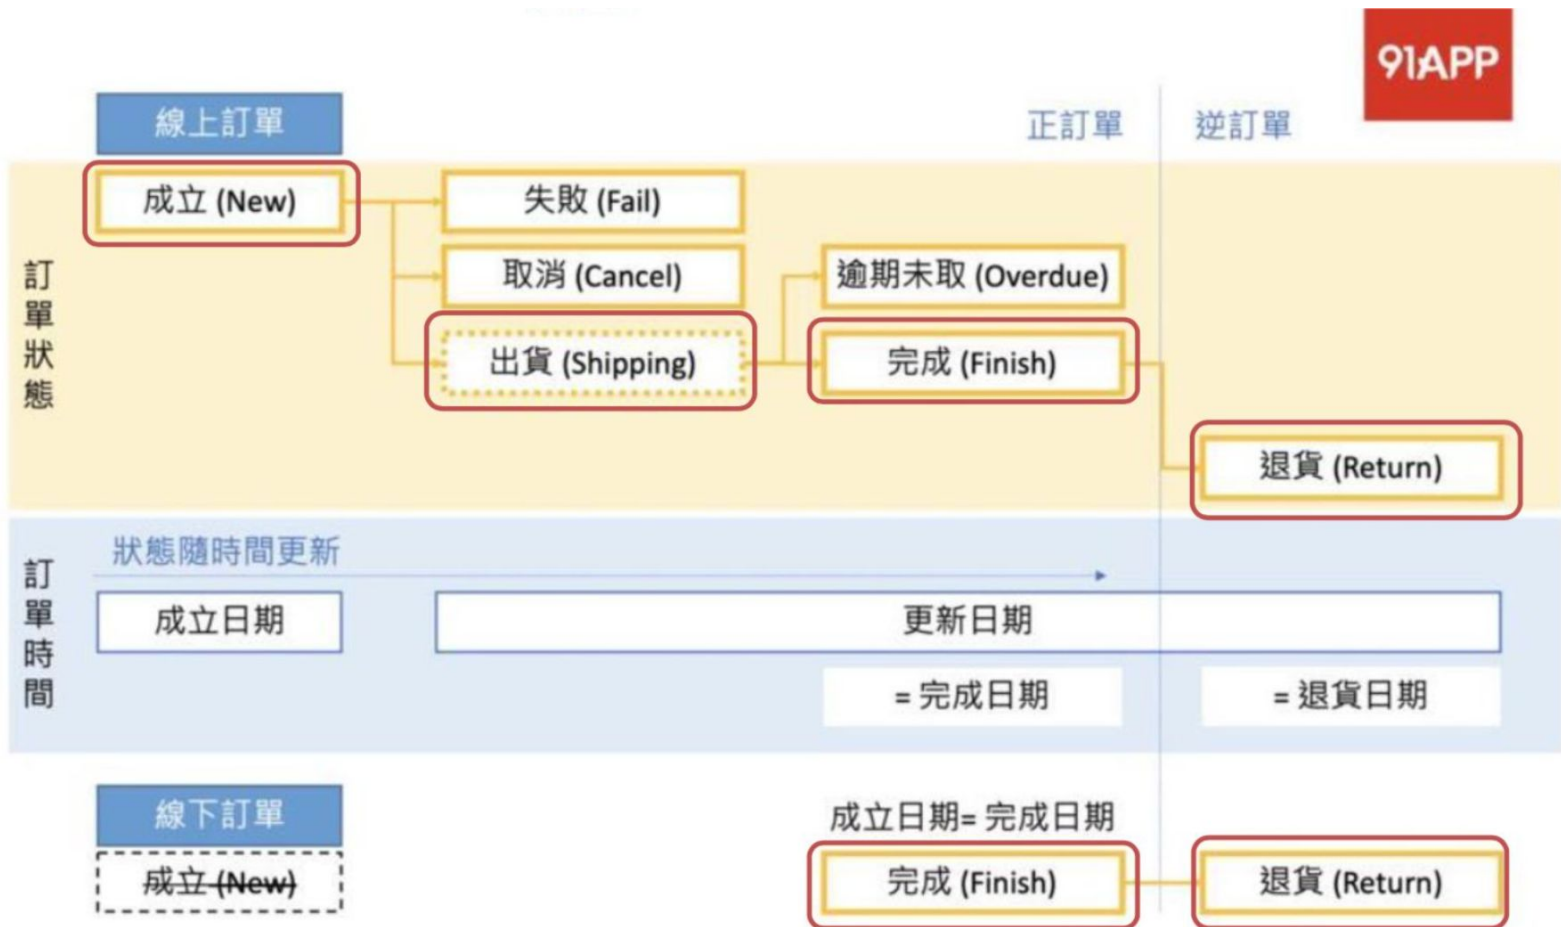 91APP
線上訂單
正訂單
逆訂單
訂單狀態
成立 (New)
失敗 (Fail)
取消 (Cancel)
逾期未取 (Overdue)
出貨 (Shipping)
完成 (Finish)
退貨 (Return)
訂單時間
狀態隨時間更新
成立日期
更新日期
= 完成日期
= 退貨日期
線下訂單
成立日期= 完成日期
成立 (New)
完成 (Finish)
退貨 (Return)